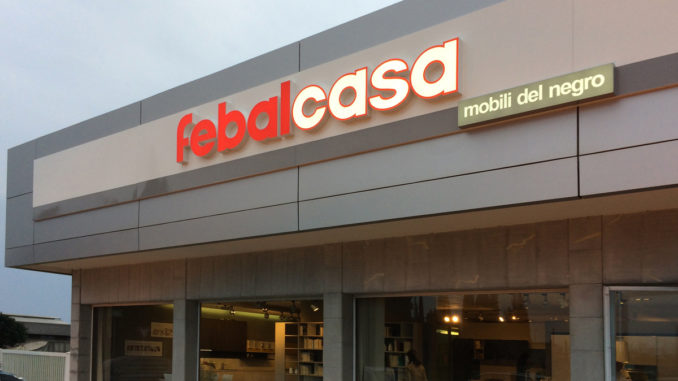 febalcasa
mobili del negro